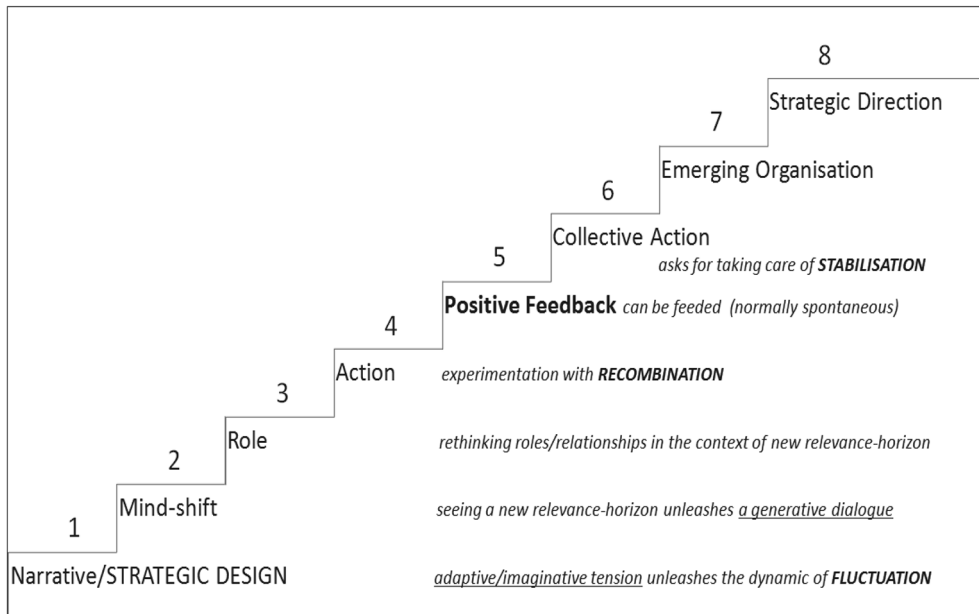 8
Strategic Direction
7
Emerging Organisation
6
Collective Action
asks for taking care of STABILISATION
5
Positive Feedback can be feeded (normally spontaneous)
4
Action experimentation with RECOMBINATION
3
Role rethinking roles/relationships in the context of new relevance-horizon
2
Mind-shift seeing a new relevance-horizon unleashes a generative dialogue
1
Narrative/STRATEGIC DESIGN adaptive/imaginative tension unleashes the dynamic of FLUCTUATION